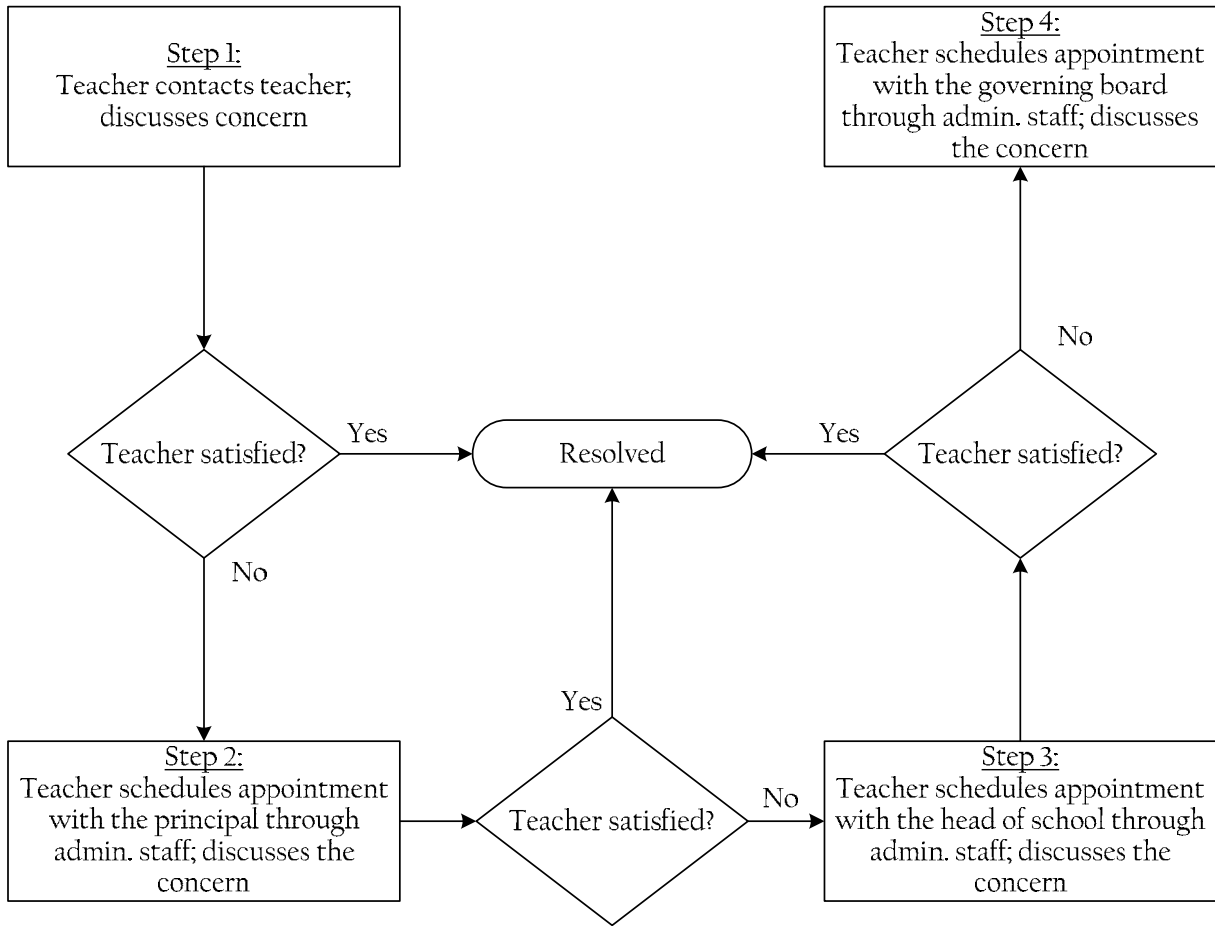 Step 1:
Teacher contacts teacher;
discusses concern
Step 4:
Teacher schedules appointment
with the governing board
through admin. staff; discusses
the concern
No
Teacher satisfied?
Yes
Resolved
Yes
Teacher satisfied?
No
Yes
Step 2:
Teacher schedules appointment
with the principal through
admin. staff; discusses the
concern
Teacher satisfied?
No
Step 3:
Teacher schedules appointment
with the head of school through
admin. staff; discusses the
concern